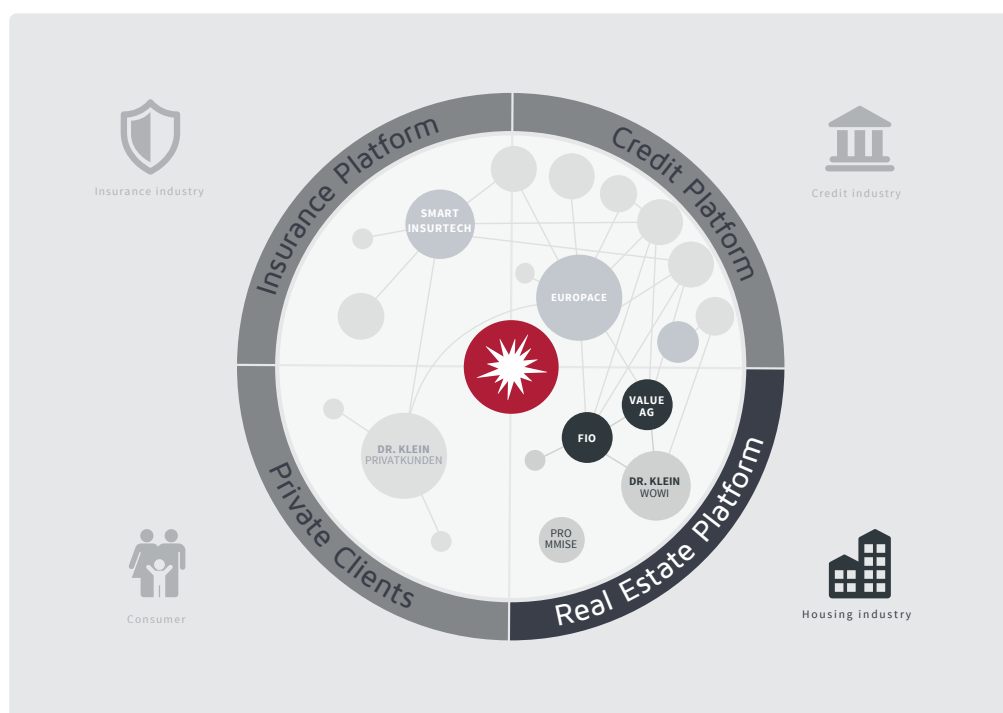 Insurance Platform
Credit Platform
Insurance industry
Credit industry
SMART
INSURTECH
EUROPACE
VALUE
AG
FIO
DR. KLEIN
PRIVATKUNDEN
DR. KLEIN
WOWI
PRO
MMISE
Private Clients
Real Estate Platform
Consumer
Housing industry